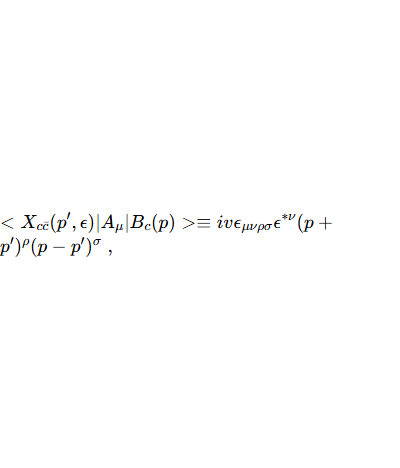 < X_{cc̄}(p′, ϵ)|A_μ|B_c(p) >≡ ivϵ_{μνρσ}ϵ^{*ν}(p +
p′)^ρ(p − p′)^σ ,